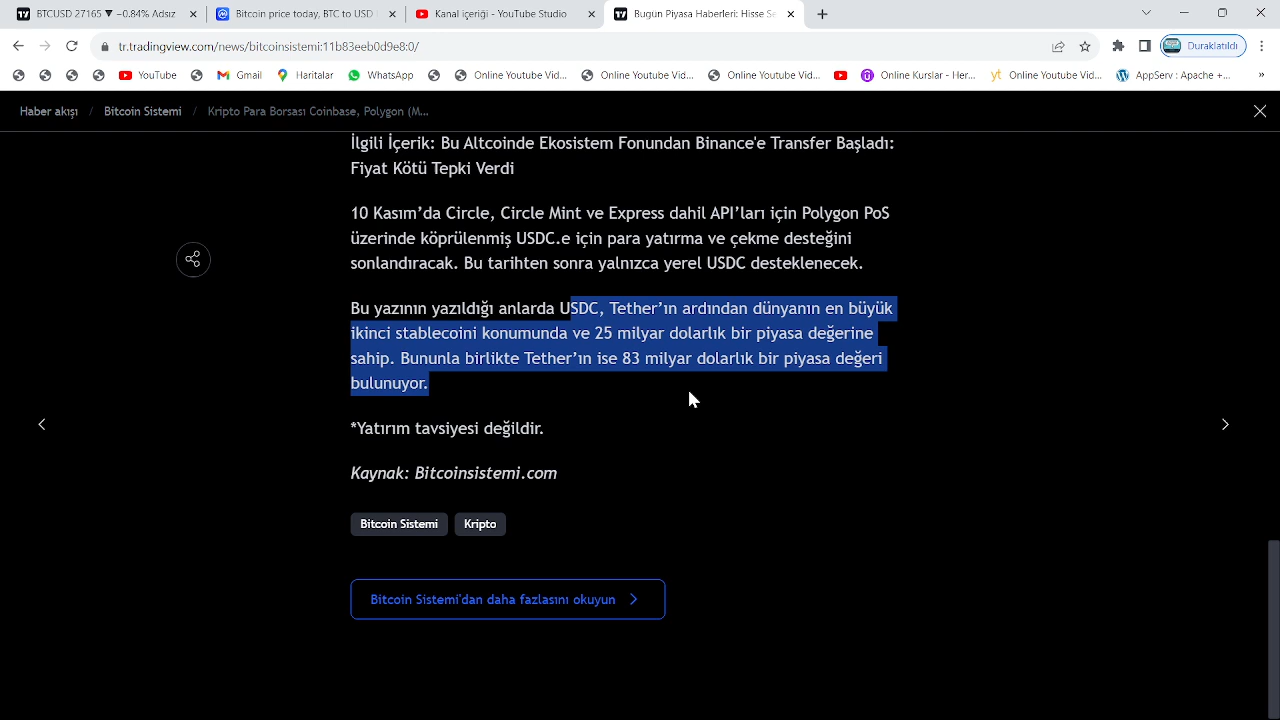 BTCUSD 27165 ▼ −0.84% Adsız
Bitcoin price today, BTC to USD
Kanal içeriği - YouTube Studio
Bugün Piyasa Haberleri: Hisse Se
tr.tradingview.com/news/bitcoinsistemi:11b83eeb0d9e8:0/
Duraklatıldı
YouTube
Gmail
Haritalar
WhatsApp
Online Youtube Vid...
Online Youtube Vid...
Online Youtube Vid...
Online Kurslar - Her...
yt Online Youtube Vid...
AppServ : Apache +...
»
Haber akışı / Bitcoin Sistemi / Kripto Para Borsası Coinbase, Polygon (M...
İlgili İçerik: Bu Altcoinde Ekosistem Fonundan Binance'e Transfer Başladı:
Fiyat Kötü Tepki Verdi
10 Kasım’da Circle, Circle Mint ve Express dahil API’ları için Polygon PoS
üzerinde köprülenmiş USDC.e için para yatırma ve çekme desteğini
sonlandıracak. Bu tarihten sonra yalnızca yerel USDC desteklenecek.
Bu yazının yazıldığı anlarda USDC, Tether’ın ardından dünyanın en büyük
ikinci stablecoini konumunda ve 25 milyar dolarlık bir piyasa değerine
sahip. Bununla birlikte Tether’ın ise 83 milyar dolarlık bir piyasa değeri
bulunuyor.
*Yatırım tavsiyesi değildir.
Kaynak: Bitcoinsistemi.com
Bitcoin Sistemi
Kripto
Bitcoin Sistemi'dan daha fazlasını okuyun